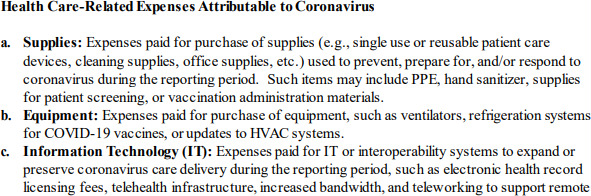 Health Care-Related Expenses Attributable to Coronavirus
a. Supplies: Expenses paid for purchase of supplies (e.g., single use or reusable patient care
devices, cleaning supplies, office supplies, etc.) used to prevent, prepare for, and/or respond to
coronavirus during the reporting period. Such items may include PPE, hand sanitizer, supplies
for patient screening, or vaccination administration materials.
b. Equipment: Expenses paid for purchase of equipment, such as ventilators, refrigeration systems
for COVID-19 vaccines, or updates to HVAC systems.
c. Information Technology (IT): Expenses paid for IT or interoperability systems to expand or
preserve coronavirus care delivery during the reporting period, such as electronic health record
licensing fees, telehealth infrastructure, increased bandwidth, and teleworking to support remote